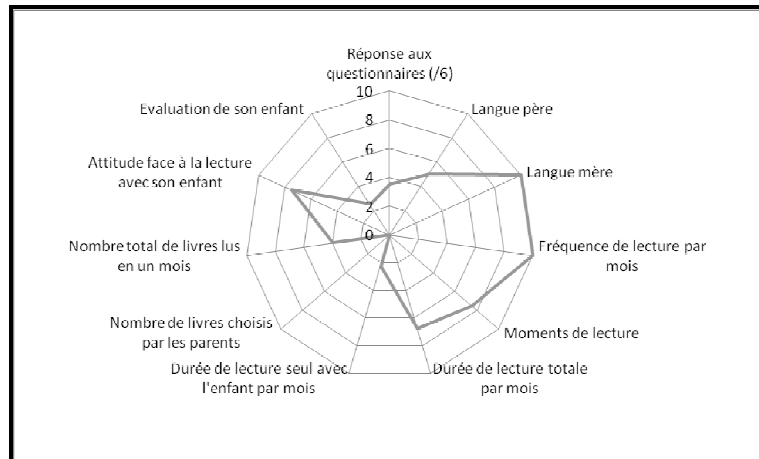 Réponse aux
questionnaires (/6)
10
8
6
4
2
0
Langue père
Langue mère
Fréquence de lecture par
mois
Moments de lecture
Durée de lecture totale
par mois
Durée de lecture seul avec
l'enfant par mois
Nombre de livres choisis
par les parents
Nombre total de livres lus
en un mois
Attitude face à la lecture
avec son enfant
Evaluation de son enfant